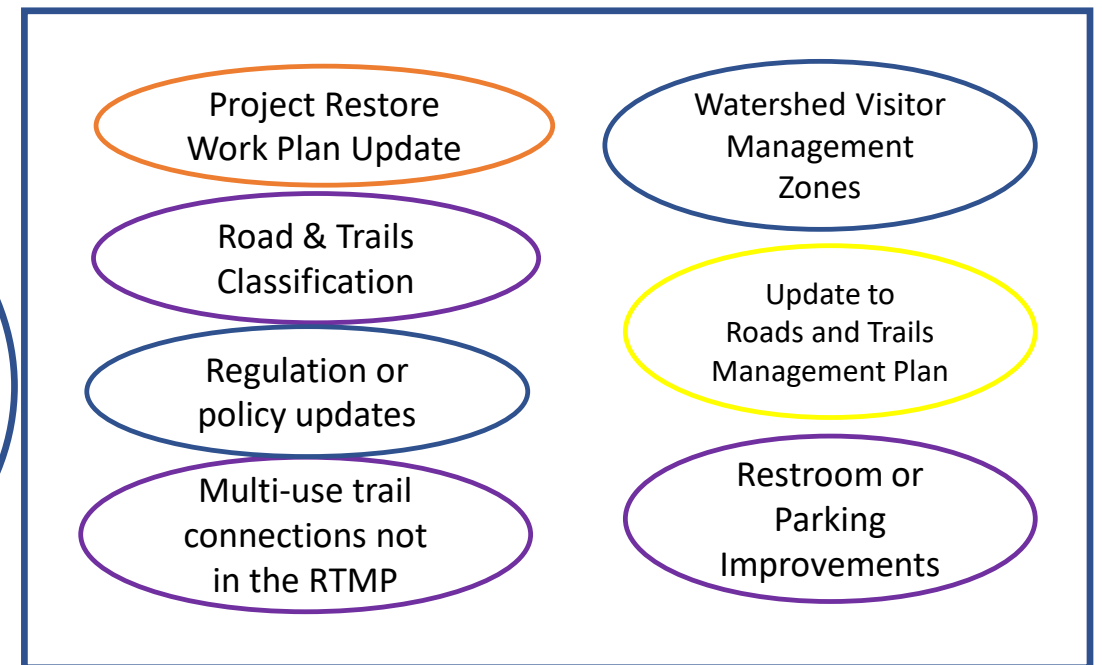 Project Restore
Work Plan Update
Road & Trails
Classification
Regulation or
policy updates
Multi-use trail
connections not
in the RTMP
Watershed Visitor
Management
Zones
Update to
Roads and Trails
Management Plan
Restroom or
Parking
Improvements